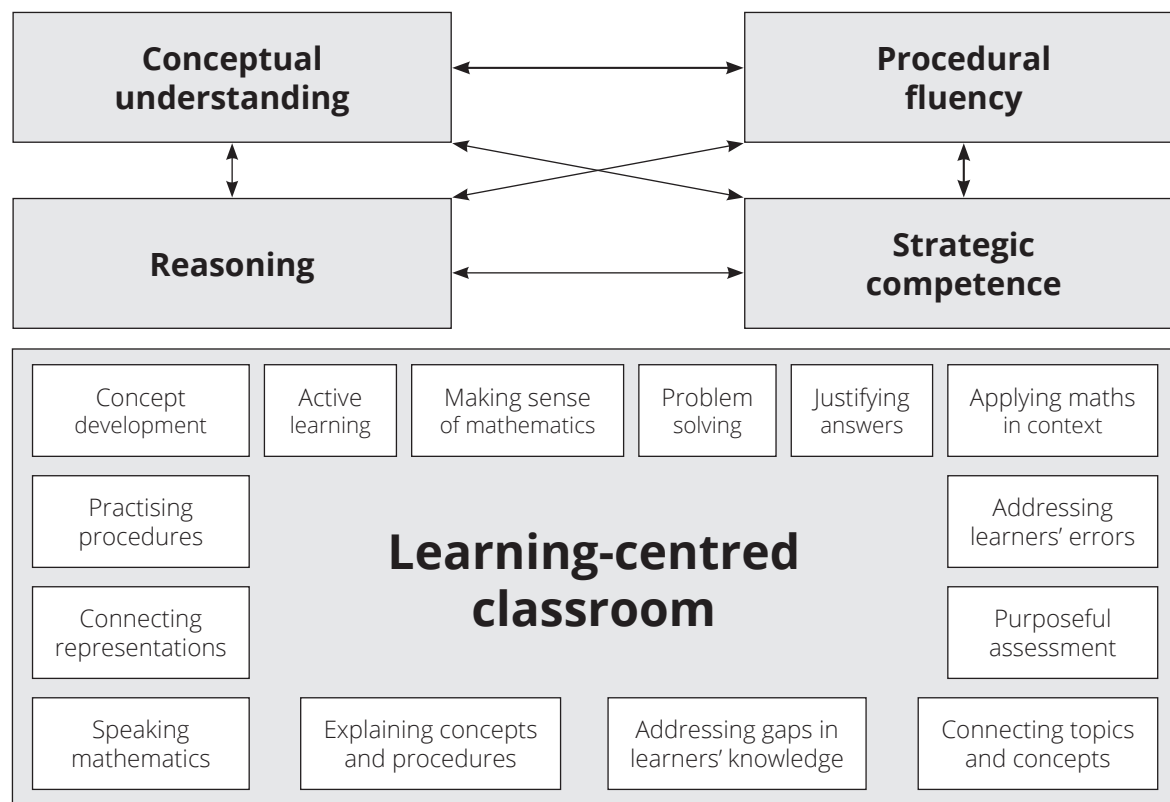 Conceptual
understanding
Procedural
fluency
Reasoning
Strategic
competence
Concept
development
Active
learning
Making sense
of mathematics
Problem
solving
Justifying
answers
Applying maths
in context
Practising
procedures
Addressing
learners’ errors
Learning-centred
classroom
Connecting
representations
Purposeful
assessment
Speaking
mathematics
Explaining concepts
and procedures
Addressing gaps in
learners’ knowledge
Connecting topics
and concepts